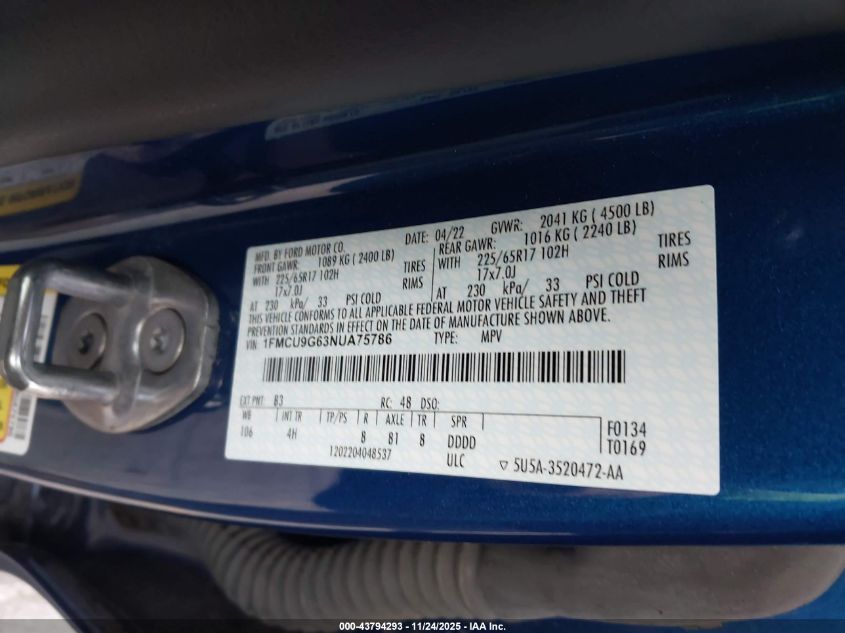 MFD. BY FORD MOTOR CO.
DATE: 04/22 GVWR: 2041 KG ( 4500 LB)
FRONT GAWR: 1089 KG ( 2400 LB)
REAR GAWR: 1016 KG ( 2240 LB)
WITH 225/65R17 102H TIRES
WITH 225/65R17 102H TIRES
17x7.0J RIMS
17x7.0J RIMS
AT 230 kPa/ 33 PSI COLD
AT 230 kPa/ 33 PSI COLD
THIS VEHICLE CONFORMS TO ALL APPLICABLE FEDERAL MOTOR VEHICLE SAFETY AND THEFT
PREVENTION STANDARDS IN EFFECT ON THE DATE OF MANUFACTURE SHOWN ABOVE.
VIN: 1FMCU9G63NUA75786 TYPE: MPV
EXT PNT: B3 RC: 48 DSO:
WB INT TR TP/PS R AXLE TR SPR
106 4H 8 81 8 DDDD
F0134
T0169
1202204048537 ULC
▽ 5U5A-3520472-AA
000-43794293 - 11/24/2025 - IAA Inc.